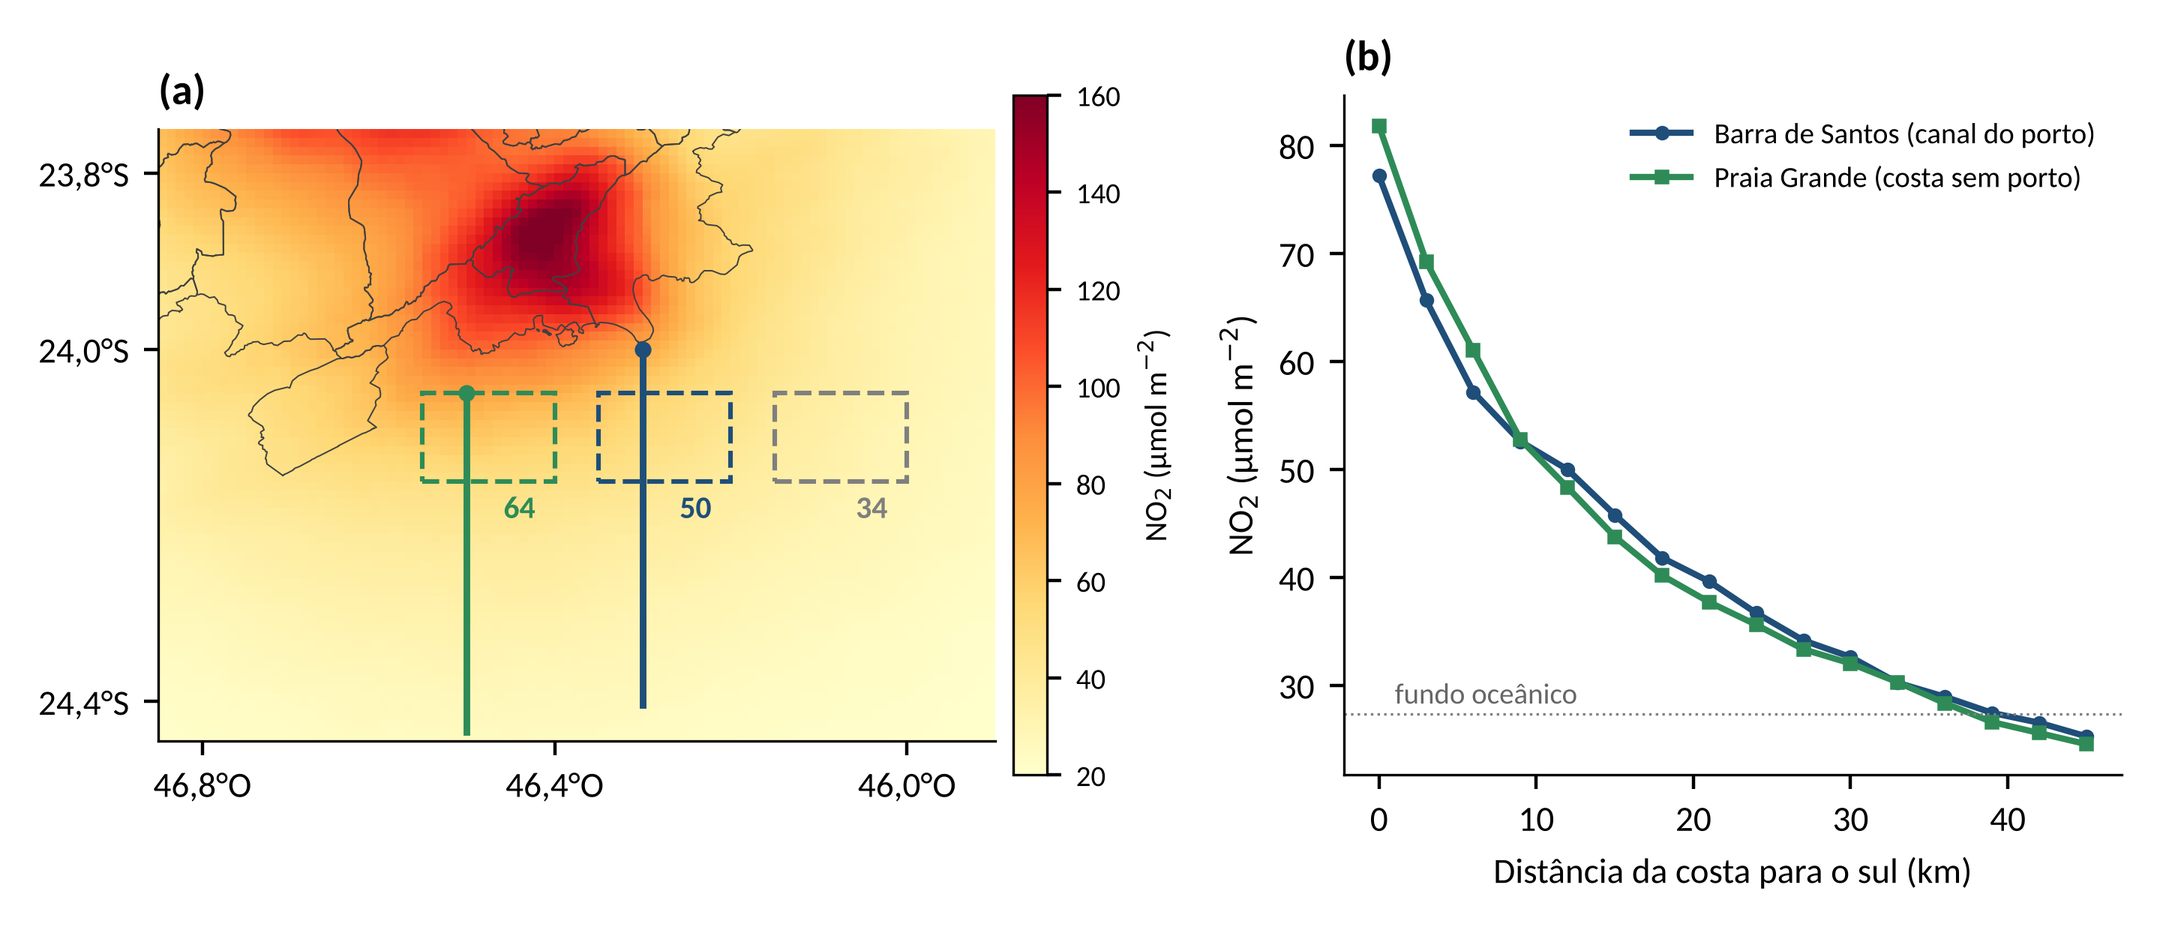 (a)
23,8°S
24,0°S
24,4°S
46,8°O
46,4°O
46,0°O
64
50
34
160
140
120
100
80
60
40
20
NO₂ (µmol m⁻²)
(b)
Barra de Santos (canal do porto)
Praia Grande (costa sem porto)
80
70
60
50
40
30
NO₂ (µmol m⁻²)
fundo oceânico
0
10
20
30
40
Distância da costa para o sul (km)